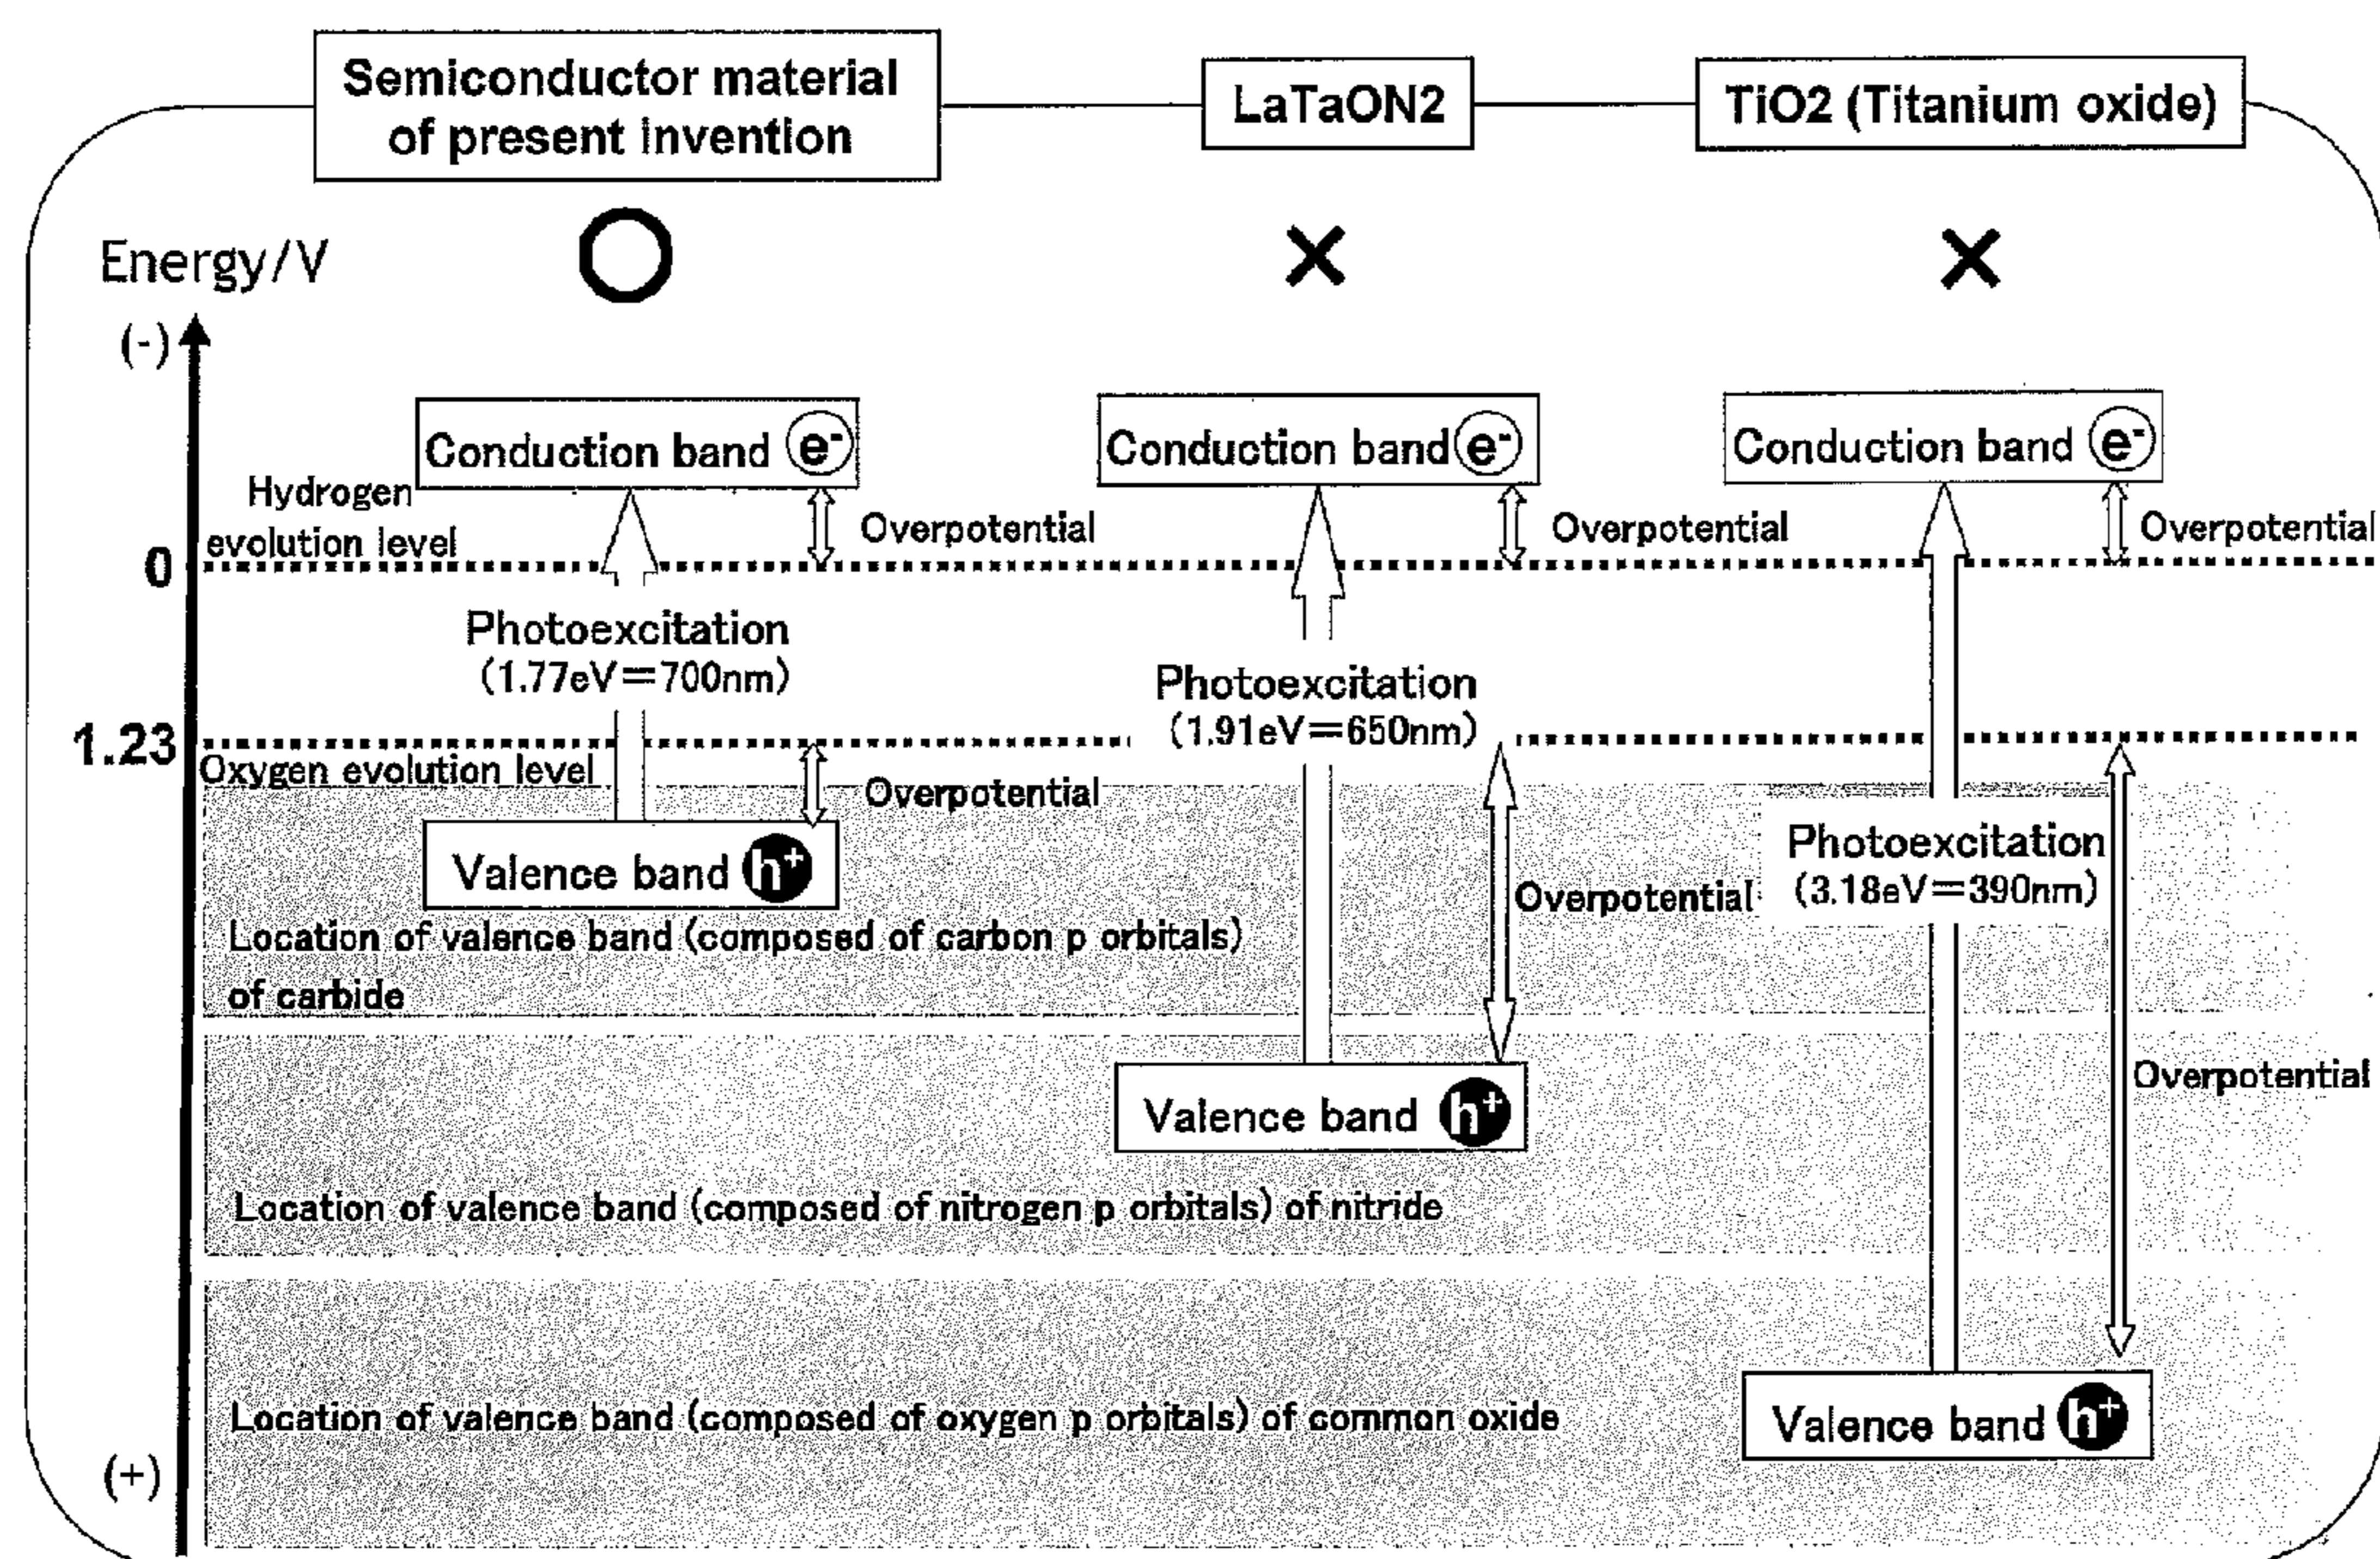 Semiconductor material
of present invention
LaTaON2
TiO2 (Titanium oxide)
Energy/V
(-)
Conduction band e-
Conduction band e-
Conduction band e-
Hydrogen
evolution level
Overpotential
Overpotential
Overpotential
0
Photoexcitation
(1.77eV=700nm)
Photoexcitation
(1.91eV=650nm)
1.23
Oxygen evolution level
Overpotential
Valence band h+
Overpotential
Photoexcitation
(3.18eV=390nm)
Location of valence band (composed of carbon p orbitals)
of carbide
Overpotential
Valence band h+
Location of valence band (composed of nitrogen p orbitals) of nitride
Location of valence band (composed of oxygen p orbitals) of common oxide
Valence band h+
(+)